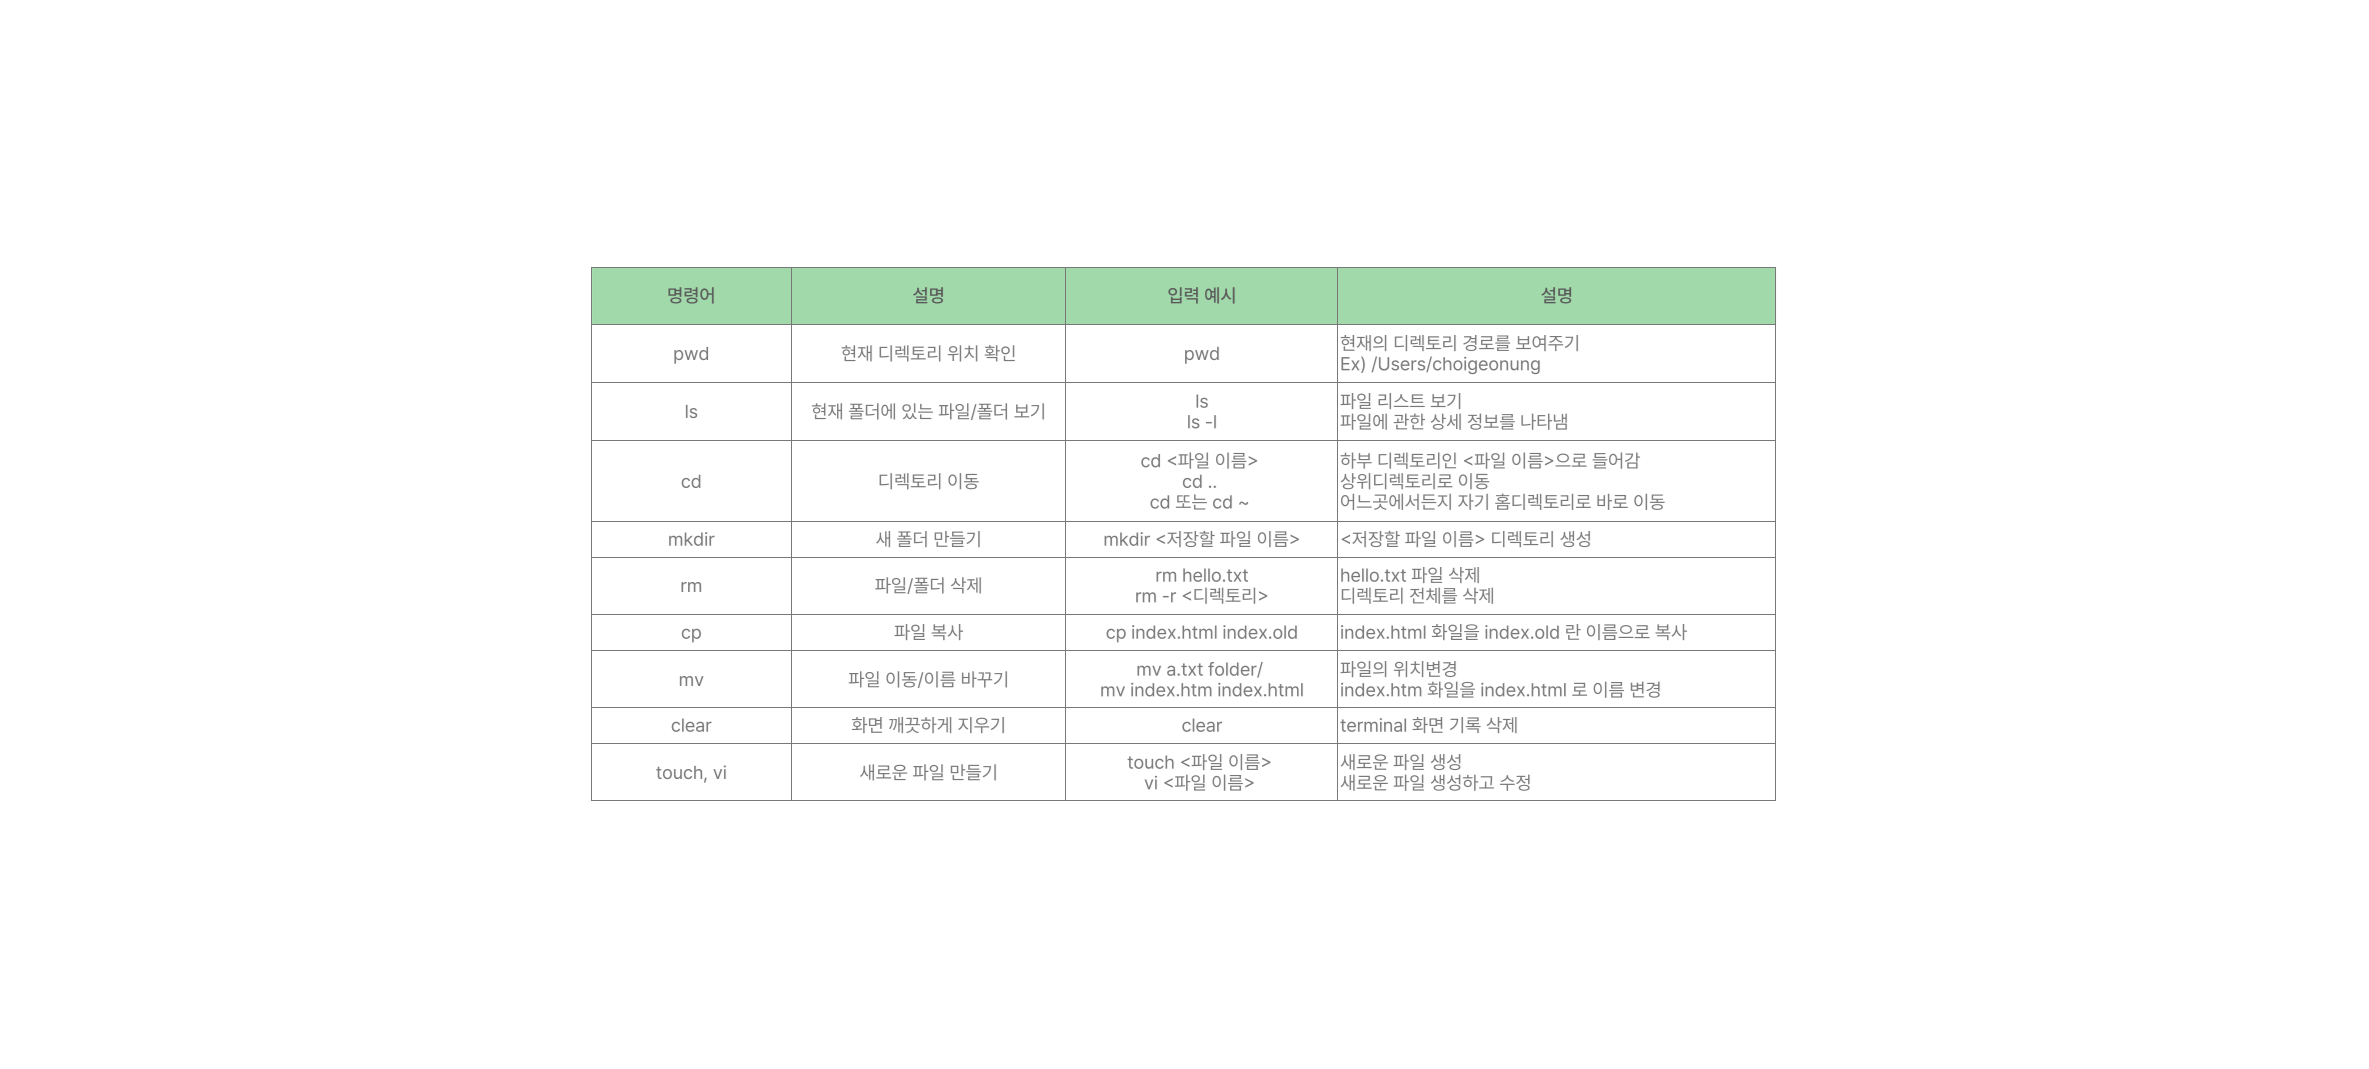 명령어 설명 입력 예시 설명
pwd 현재 디렉토리 위치 확인 pwd 현재의 디렉토리 경로를 보여주기
Ex) /Users/choigeonung
ls 현재 폴더에 있는 파일/폴더 보기 ls 파일 리스트 보기
ls -l 파일에 관한 상세 정보를 나타냄
cd 디렉토리 이동 cd <파일 이름> 하부 디렉토리인 <파일 이름>으로 들어감
cd .. 상위디렉토리로 이동
cd 또는 cd ~ 어느곳에서든지 자기 홈디렉토리로 바로 이동
mkdir 새 폴더 만들기 mkdir <저장할 파일 이름> <저장할 파일 이름> 디렉토리 생성
rm 파일/폴더 삭제 rm hello.txt hello.txt 파일 삭제
rm -r <디렉토리> 디렉토리 전체를 삭제
cp 파일 복사 cp index.html index.old index.html 화일을 index.old 란 이름으로 복사
mv 파일 이동/이름 바꾸기 mv a.txt folder/ 파일의 위치변경
mv index.htm index.html index.htm 화일을 index.html 로 이름 변경
clear 화면 깨끗하게 지우기 clear terminal 화면 기록 삭제
touch, vi 새로운 파일 만들기 touch <파일 이름> 새로운 파일 생성
vi <파일 이름> 새로운 파일 생성하고 수정